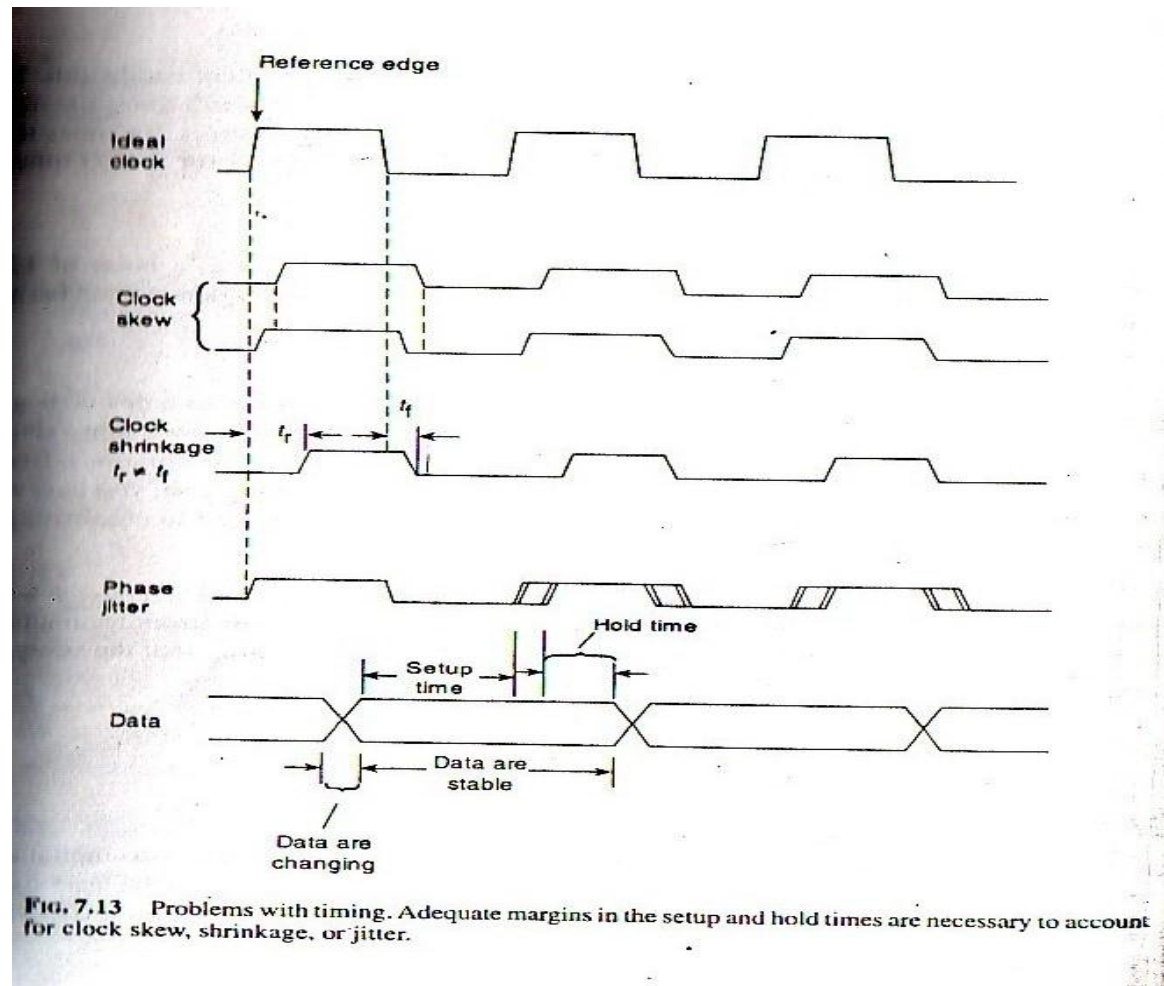 Reference edge
Ideal
clock
Clock
skew
Clock
shrinkage
tr ≠ tf
tr
tf
Phase
jitter
Hold time
Setup
time
Data
Data are
stable
Data are
changing
FIG. 7.13 Problems with timing. Adequate margins in the setup and hold times are necessary to account
for clock skew, shrinkage, or jitter.